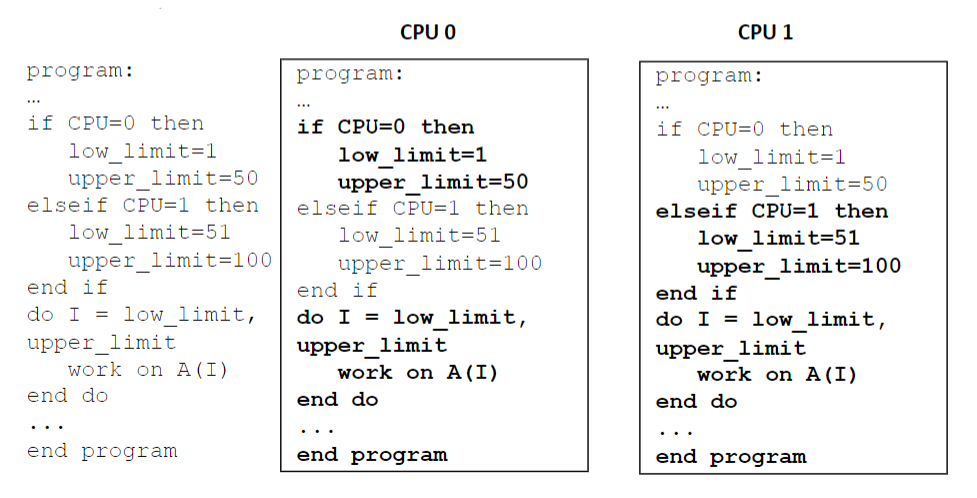 CPU 0
CPU 1
program:
…
if CPU=0 then
low_limit=1
upper_limit=50
elseif CPU=1 then
low_limit=51
upper_limit=100
end if
do I = low_limit,
upper_limit
work on A(I)
end do
...
end program
program:
…
if CPU=0 then
low_limit=1
upper_limit=50
elseif CPU=1 then
low_limit=51
upper_limit=100
end if
do I = low_limit,
upper_limit
work on A(I)
end do
...
end program
program:
…
if CPU=0 then
low_limit=1
upper_limit=50
elseif CPU=1 then
low_limit=51
upper_limit=100
end if
do I = low_limit,
upper_limit
work on A(I)
end do
...
end program